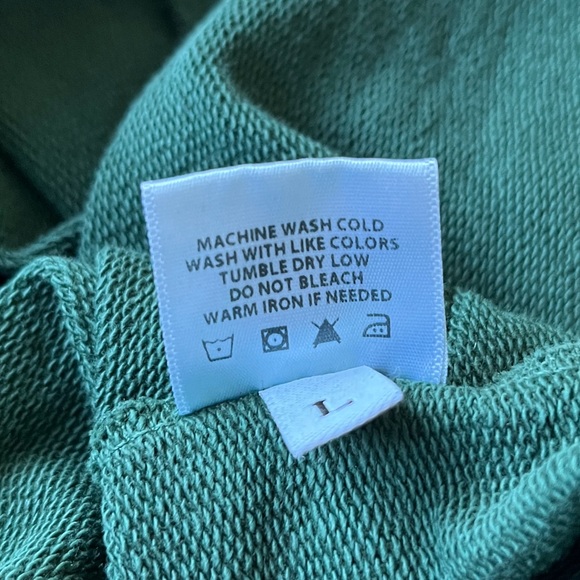 MACHINE WASH COLD
WASH WITH LIKE COLORS
TUMBLE DRY LOW
DO NOT BLEACH
WARM IRON IF NEEDED
L